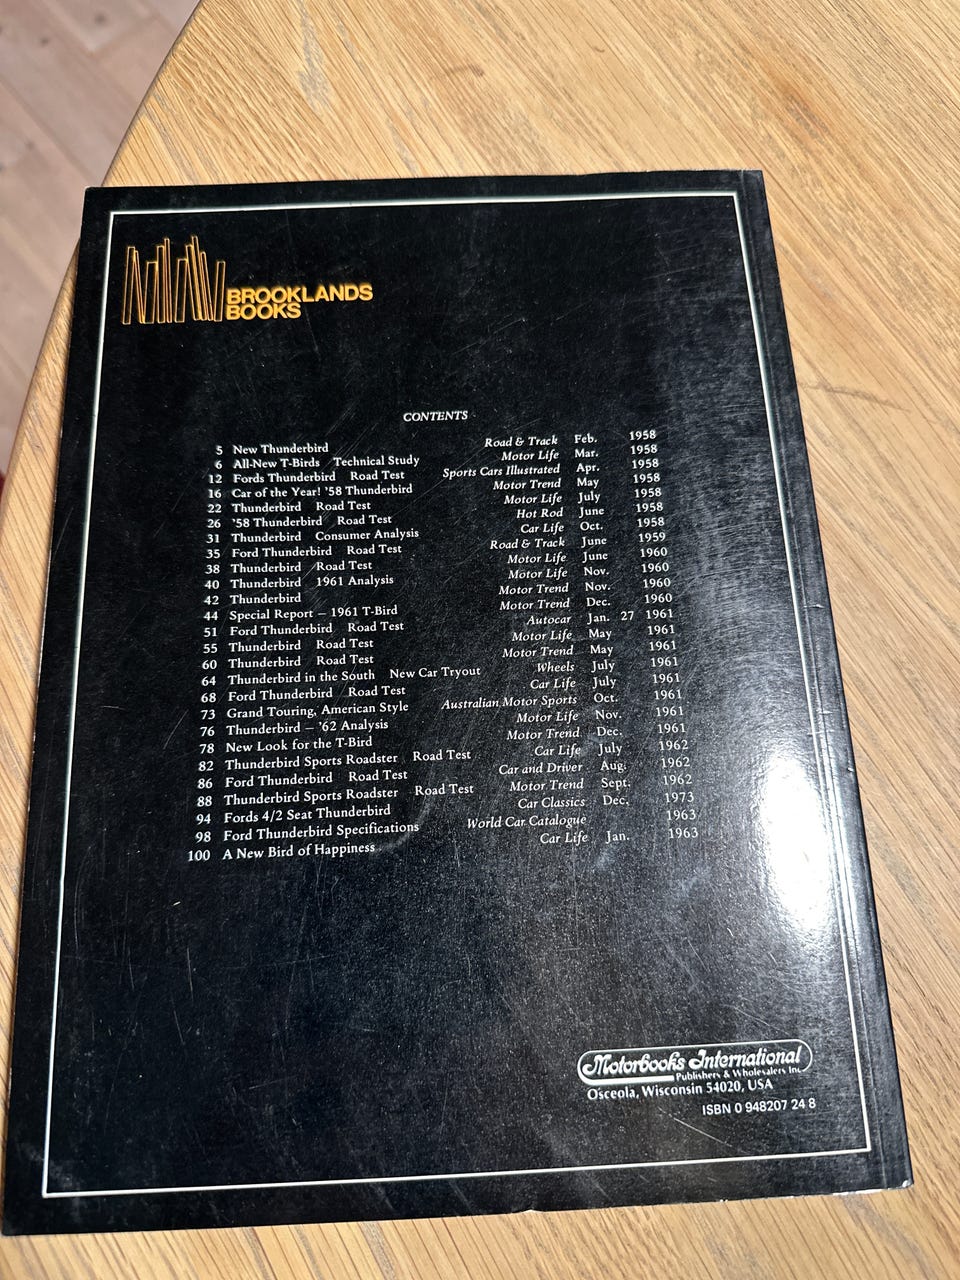 BROOKLANDS
BOOKS
CONTENTS
5 New Thunderbird Road & Track Feb. 1958
6 All-New T-Birds Technical Study Motor Life Mar. 1958
12 Fords Thunderbird Road Test Sports Cars Illustrated Apr. 1958
16 Car of the Year! '58 Thunderbird Motor Trend May 1958
22 Thunderbird Road Test Motor Life July 1958
26 '58 Thunderbird Road Test Hot Rod June 1958
31 Thunderbird Consumer Analysis Car Life Oct. 1958
35 Ford Thunderbird Road Test Road & Track June 1959
38 Thunderbird Road Test Motor Life June 1960
40 Thunderbird 1961 Analysis Motor Life Nov. 1960
42 Thunderbird Motor Trend Nov. 1960
44 Special Report – 1961 T-Bird Motor Trend Dec. 1960
51 Ford Thunderbird Road Test Autocar Jan. 27 1961
55 Thunderbird Road Test Motor Life May 1961
60 Thunderbird Road Test Motor Trend May 1961
64 Thunderbird in the South New Car Tryout Wheels July 1961
68 Ford Thunderbird Road Test Car Life July 1961
73 Grand Touring, American Style Australian Motor Sports Oct. 1961
76 Thunderbird – '62 Analysis Motor Life Nov. 1961
78 New Look for the T-Bird Motor Trend Dec. 1961
82 Thunderbird Sports Roadster Road Test Car Life July 1962
86 Ford Thunderbird Road Test Car and Driver Aug. 1962
88 Thunderbird Sports Roadster Road Test Motor Trend Sept. 1962
94 Fords 4/2 Seat Thunderbird Car Classics Dec. 1973
98 Ford Thunderbird Specifications World Car Catalogue 1963
100 A New Bird of Happiness Car Life Jan. 1963
Motorbooks International
Publishers & Wholesalers Inc.
Osceola, Wisconsin 54020, USA
ISBN 0 948207 24 8